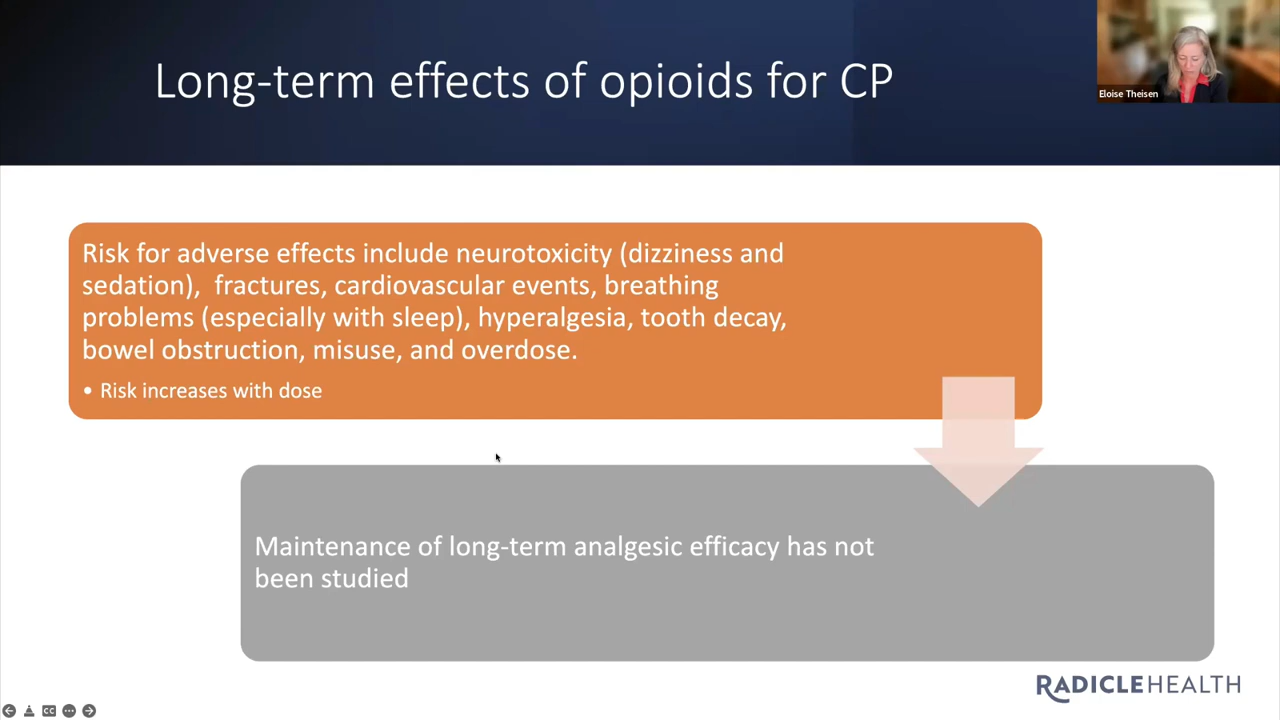 Long-term effects of opioids for CP
Eloise Theisen
Risk for adverse effects include neurotoxicity (dizziness and
sedation),  fractures, cardiovascular events, breathing
problems (especially with sleep), hyperalgesia, tooth decay,
bowel obstruction, misuse, and overdose.
• Risk increases with dose
Maintenance of long-term analgesic efficacy has not
been studied
RADICLEHEALTH
CC